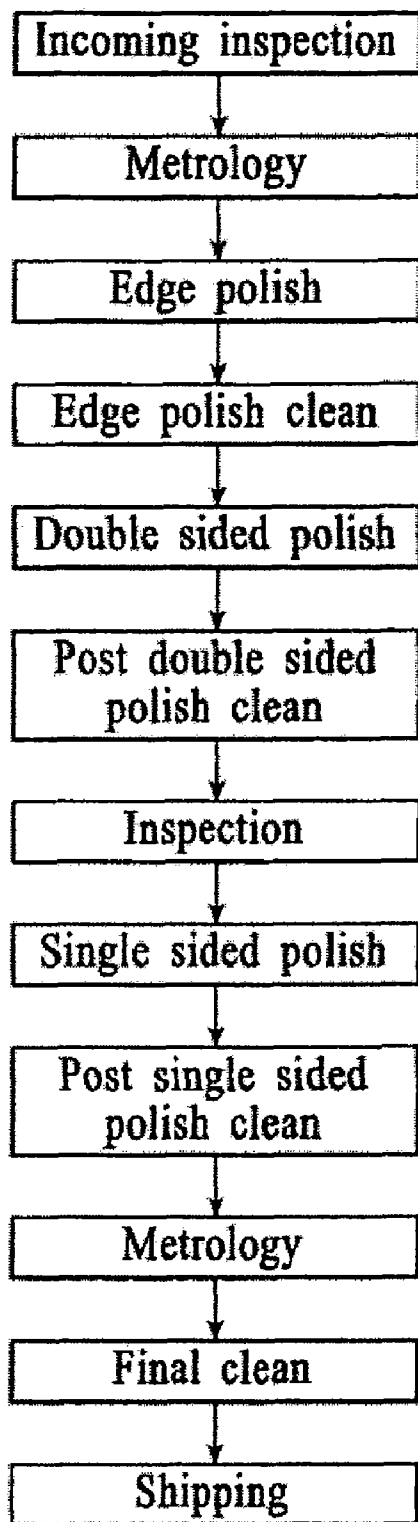 Incoming inspection
Metrology
Edge polish
Edge polish clean
Double sided polish
Post double sided
polish clean
Inspection
Single sided polish
Post single sided
polish clean
Metrology
Final clean
Shipping